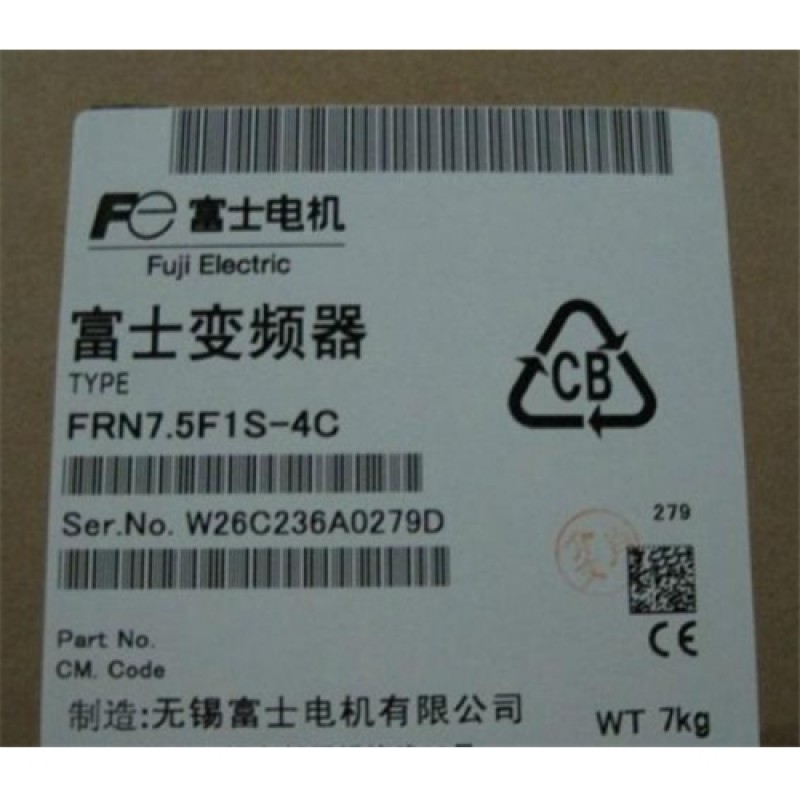 Fe 富士电机
Fuji Electric
富士变频器
TYPE
FRN7.5F1S-4C
CB
Ser.No. W26C236A0279D
279
Part No.
CM. Code
CE
制造:无锡富士电机有限公司
WT 7kg